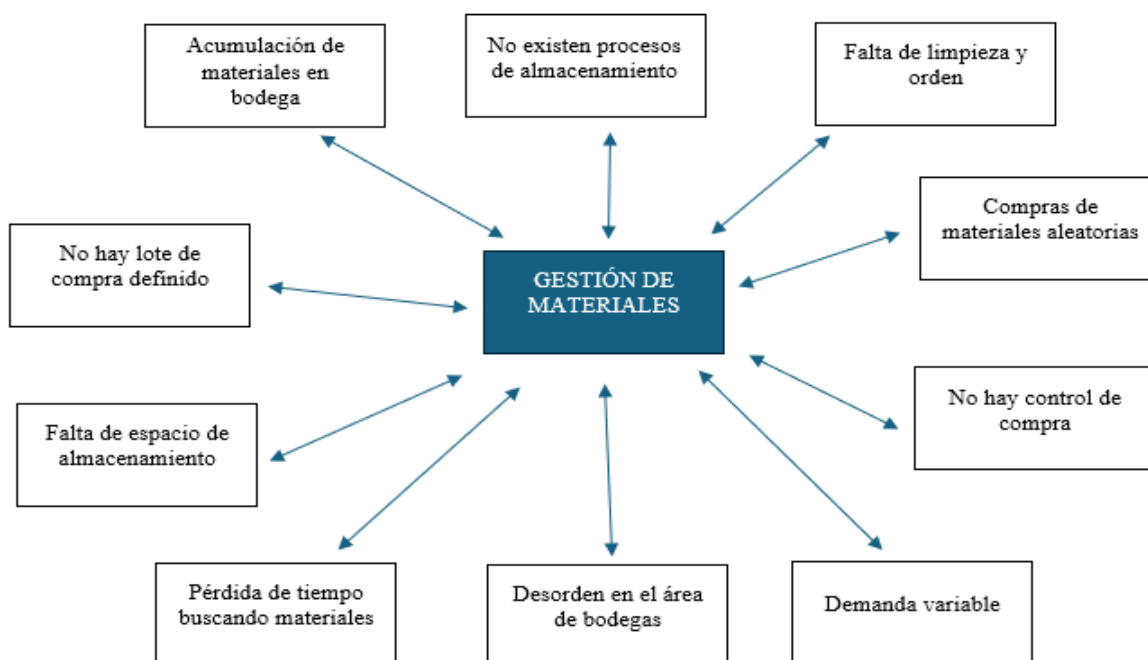 Acumulación de
materiales en
bodega
No existen procesos
de almacenamiento
Falta de limpieza y
orden
Compras de
materiales aleatorias
No hay lote de
compra definido
GESTIÓN DE
MATERIALES
No hay control de
compra
Falta de espacio de
almacenamiento
Pérdida de tiempo
buscando materiales
Desorden en el área
de bodegas
Demanda variable